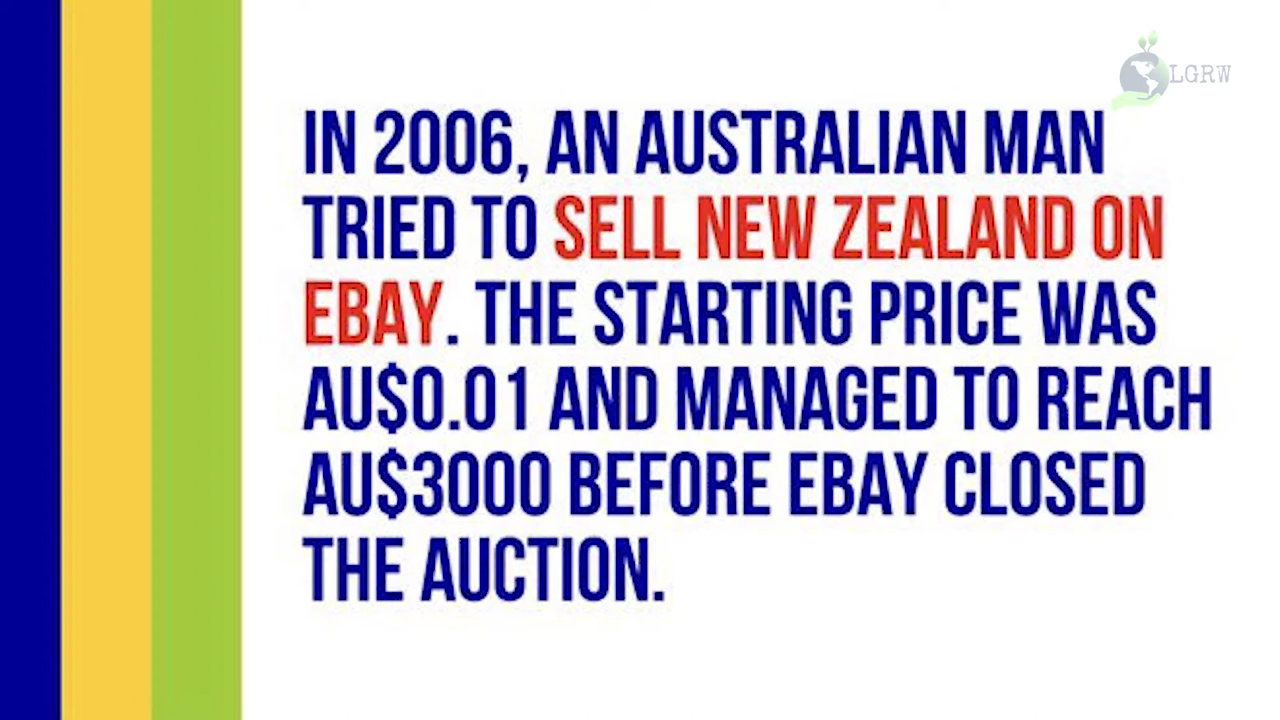 LGRW
IN 2006, AN AUSTRALIAN MAN
TRIED TO SELL NEW ZEALAND ON
EBAY. THE STARTING PRICE WAS
AU$0.01 AND MANAGED TO REACH
AU$3000 BEFORE EBAY CLOSED
THE AUCTION.